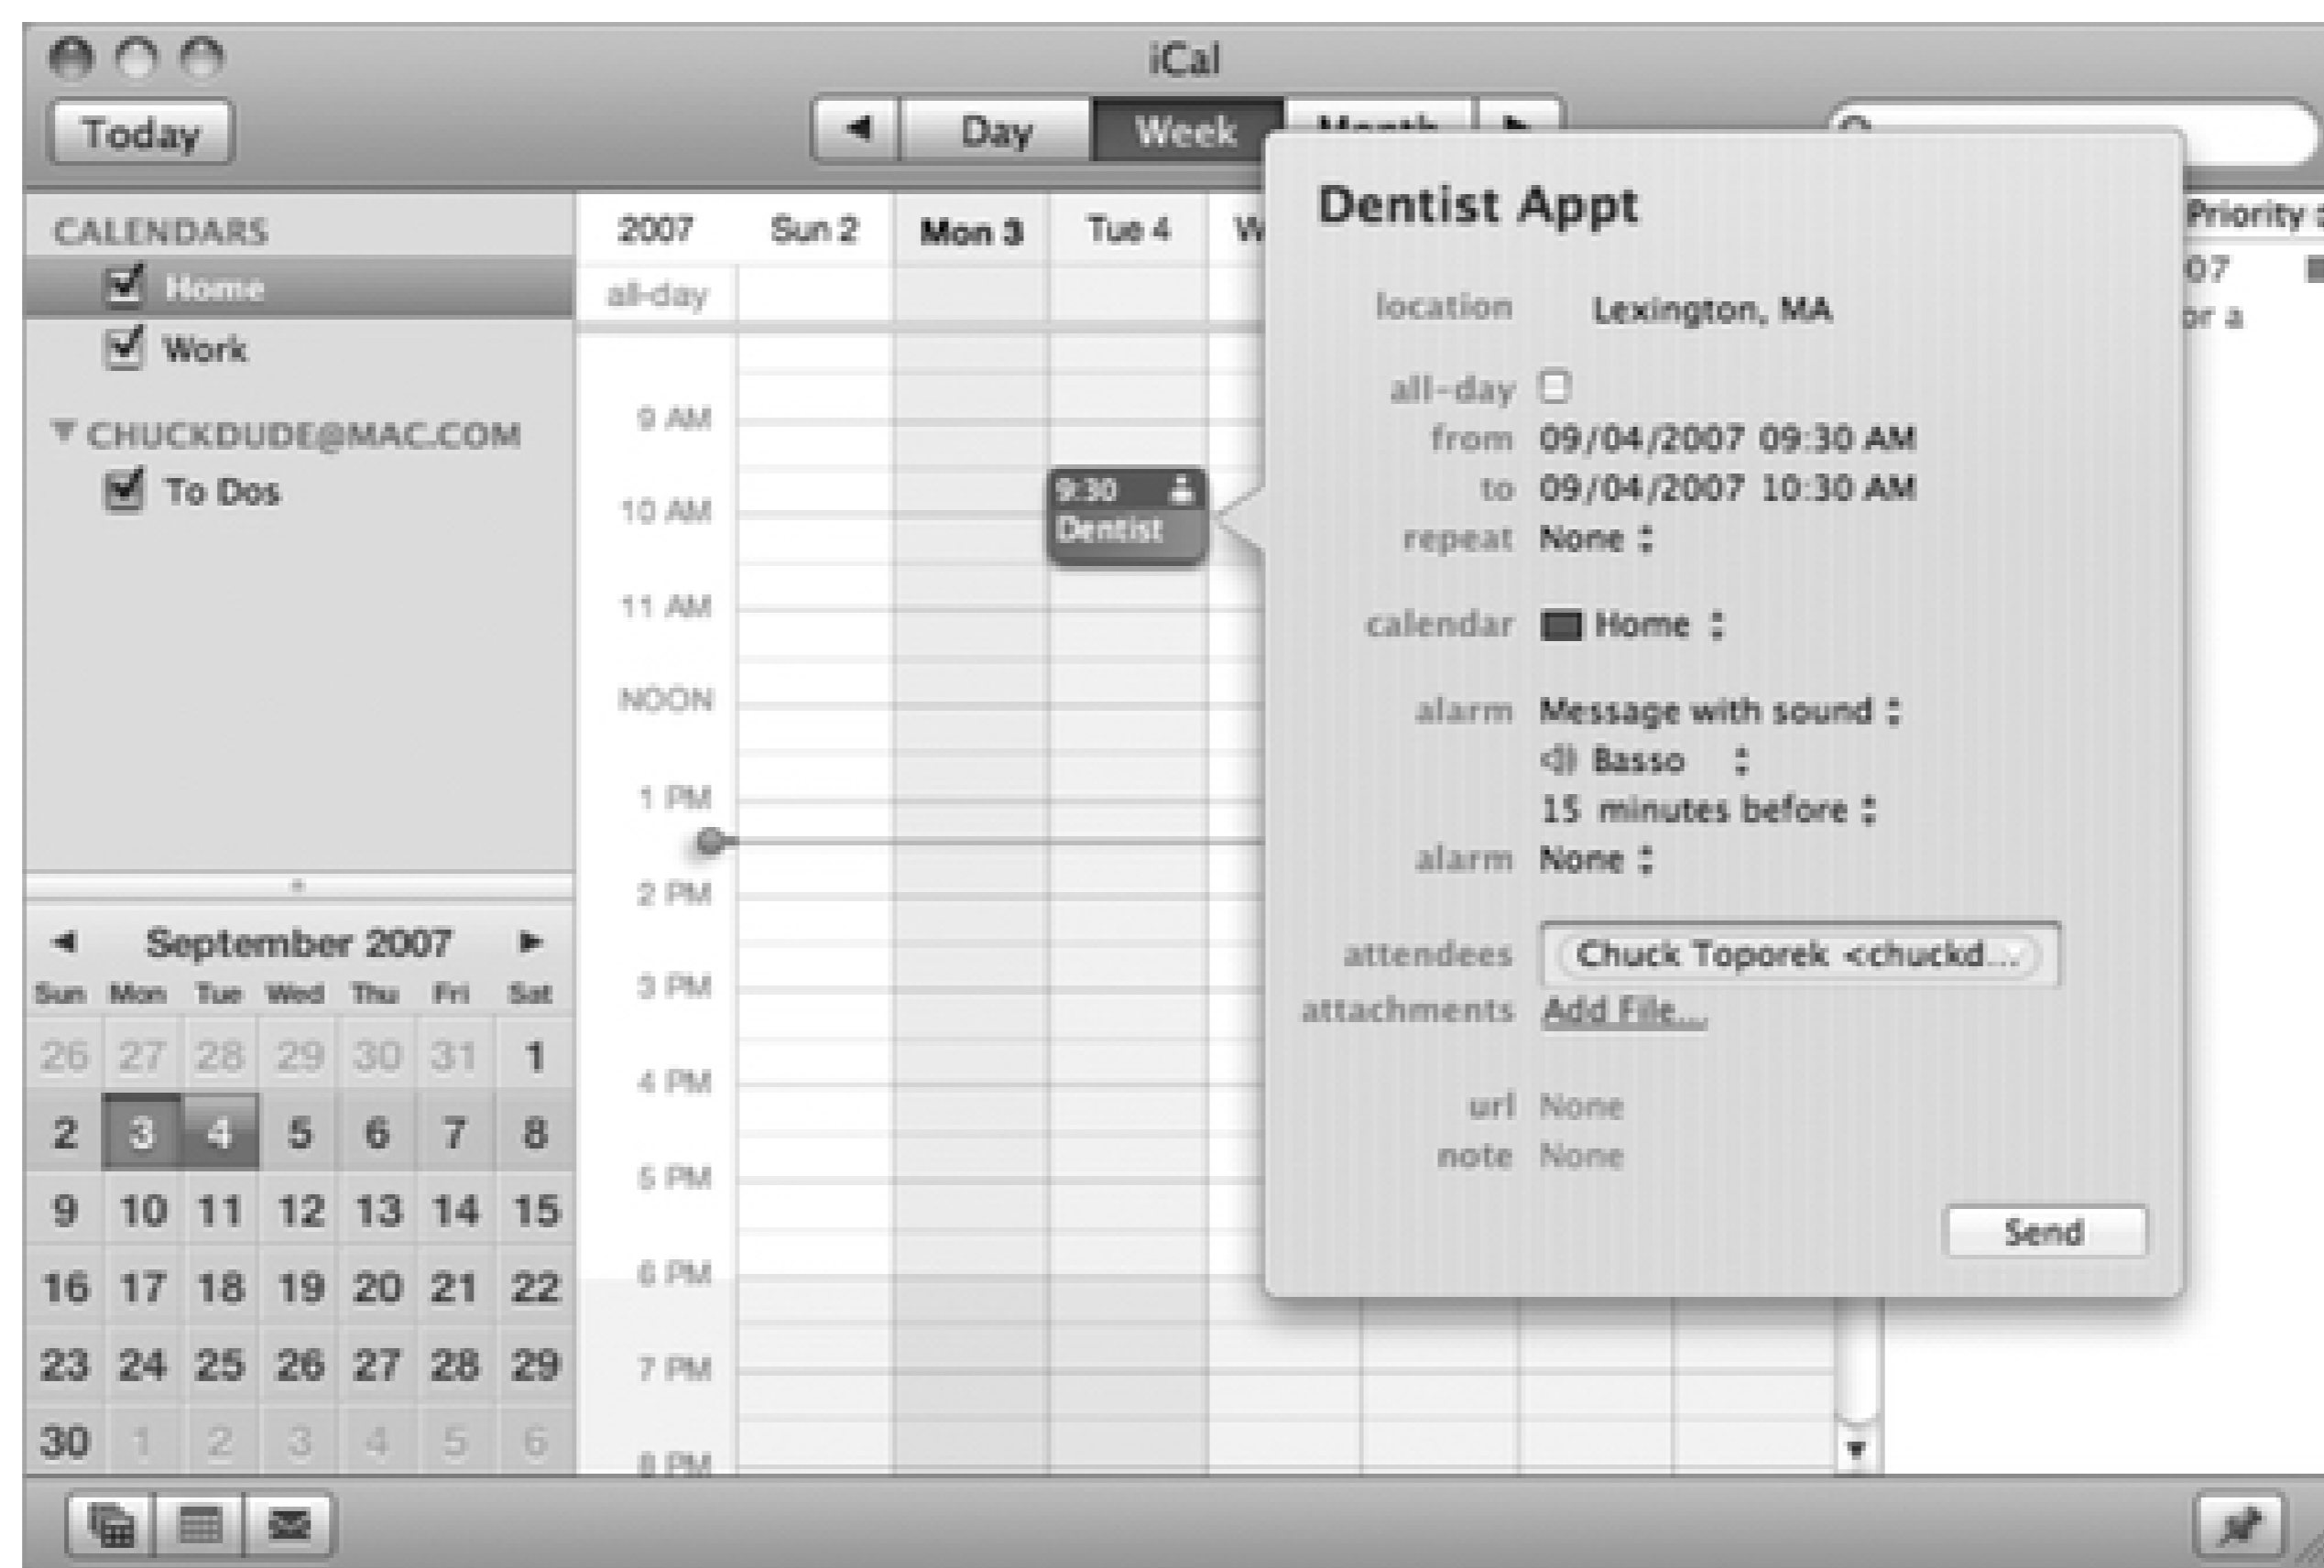 iCal
Today
Day Week Month
CALENDARS
Home
Work
CHUCKDUDE@MAC.COM
To Dos
September 2007
Sun Mon Tue Wed Thu Fri Sat
26 27 28 29 30 31 1
2 3 4 5 6 7 8
9 10 11 12 13 14 15
16 17 18 19 20 21 22
23 24 25 26 27 28 29
30 1 2 3 4 5 6
2007 Sun 2 Mon 3 Tue 4 W
all-day
9 AM
9:30
10 AM
Dentist
11 AM
NOON
1 PM
2 PM
3 PM
4 PM
5 PM
6 PM
7 PM
8 PM
Dentist Appt
location Lexington, MA
all-day
from 09/04/2007 09:30 AM
to 09/04/2007 10:30 AM
repeat None
calendar Home
alarm Message with sound
Basso
15 minutes before
alarm None
attendees Chuck Toporek <chuckd...
attachments Add File...
url None
note None
Send
Priority
07
or a